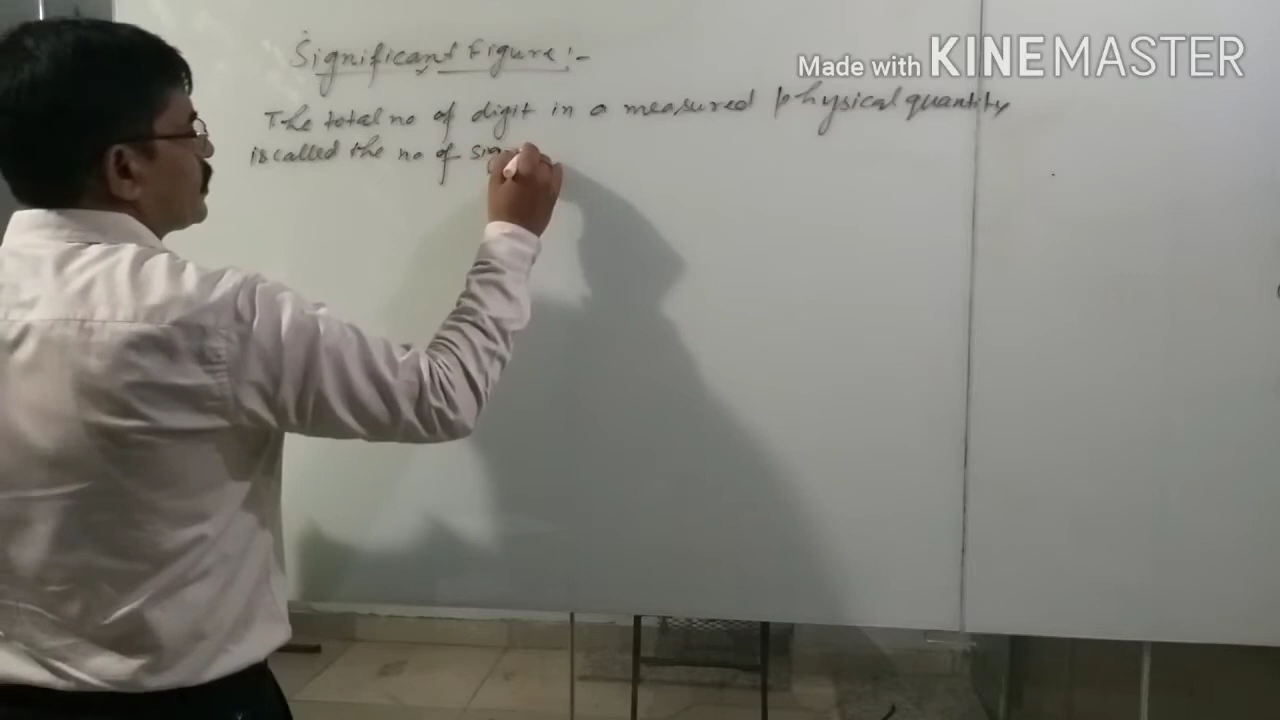 Significant Figure :-
Made with KINEMASTER
The total no of digit in a measured physical quantity
is called the no of sig